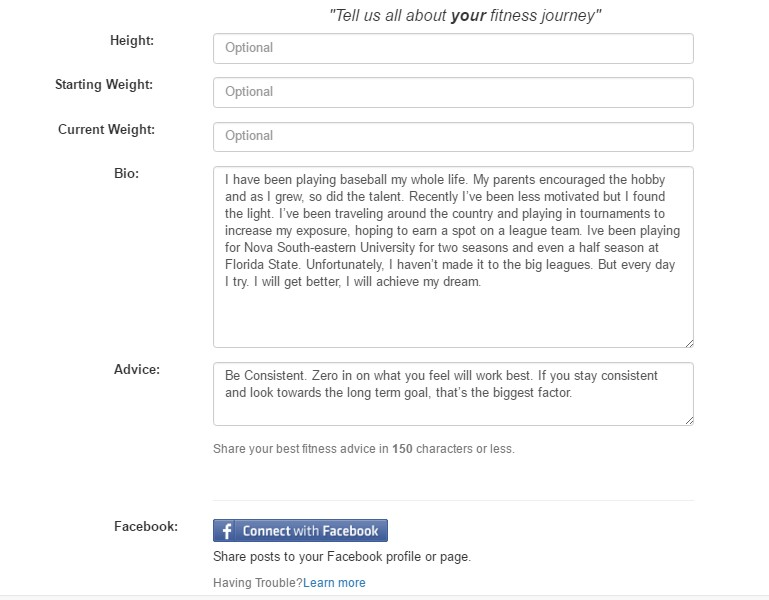 "Tell us all about your fitness journey"
Height:
Optional
Starting Weight:
Optional
Current Weight:
Optional
Bio:
I have been playing baseball my whole life. My parents encouraged the hobby
and as I grew, so did the talent. Recently I've been less motivated but I found
the light. I've been traveling around the country and playing in tournaments to
increase my exposure, hoping to earn a spot on a league team. Ive been playing
for Nova South-eastern University for two seasons and even a half season at
Florida State. Unfortunately, I haven't made it to the big leagues. But every day
I try. I will get better, I will achieve my dream.
Advice:
Be Consistent. Zero in on what you feel will work best. If you stay consistent
and look towards the long term goal, that's the biggest factor.
Share your best fitness advice in 150 characters or less.
Facebook:
f Connect with Facebook
Share posts to your Facebook profile or page.
Having Trouble?Learn more